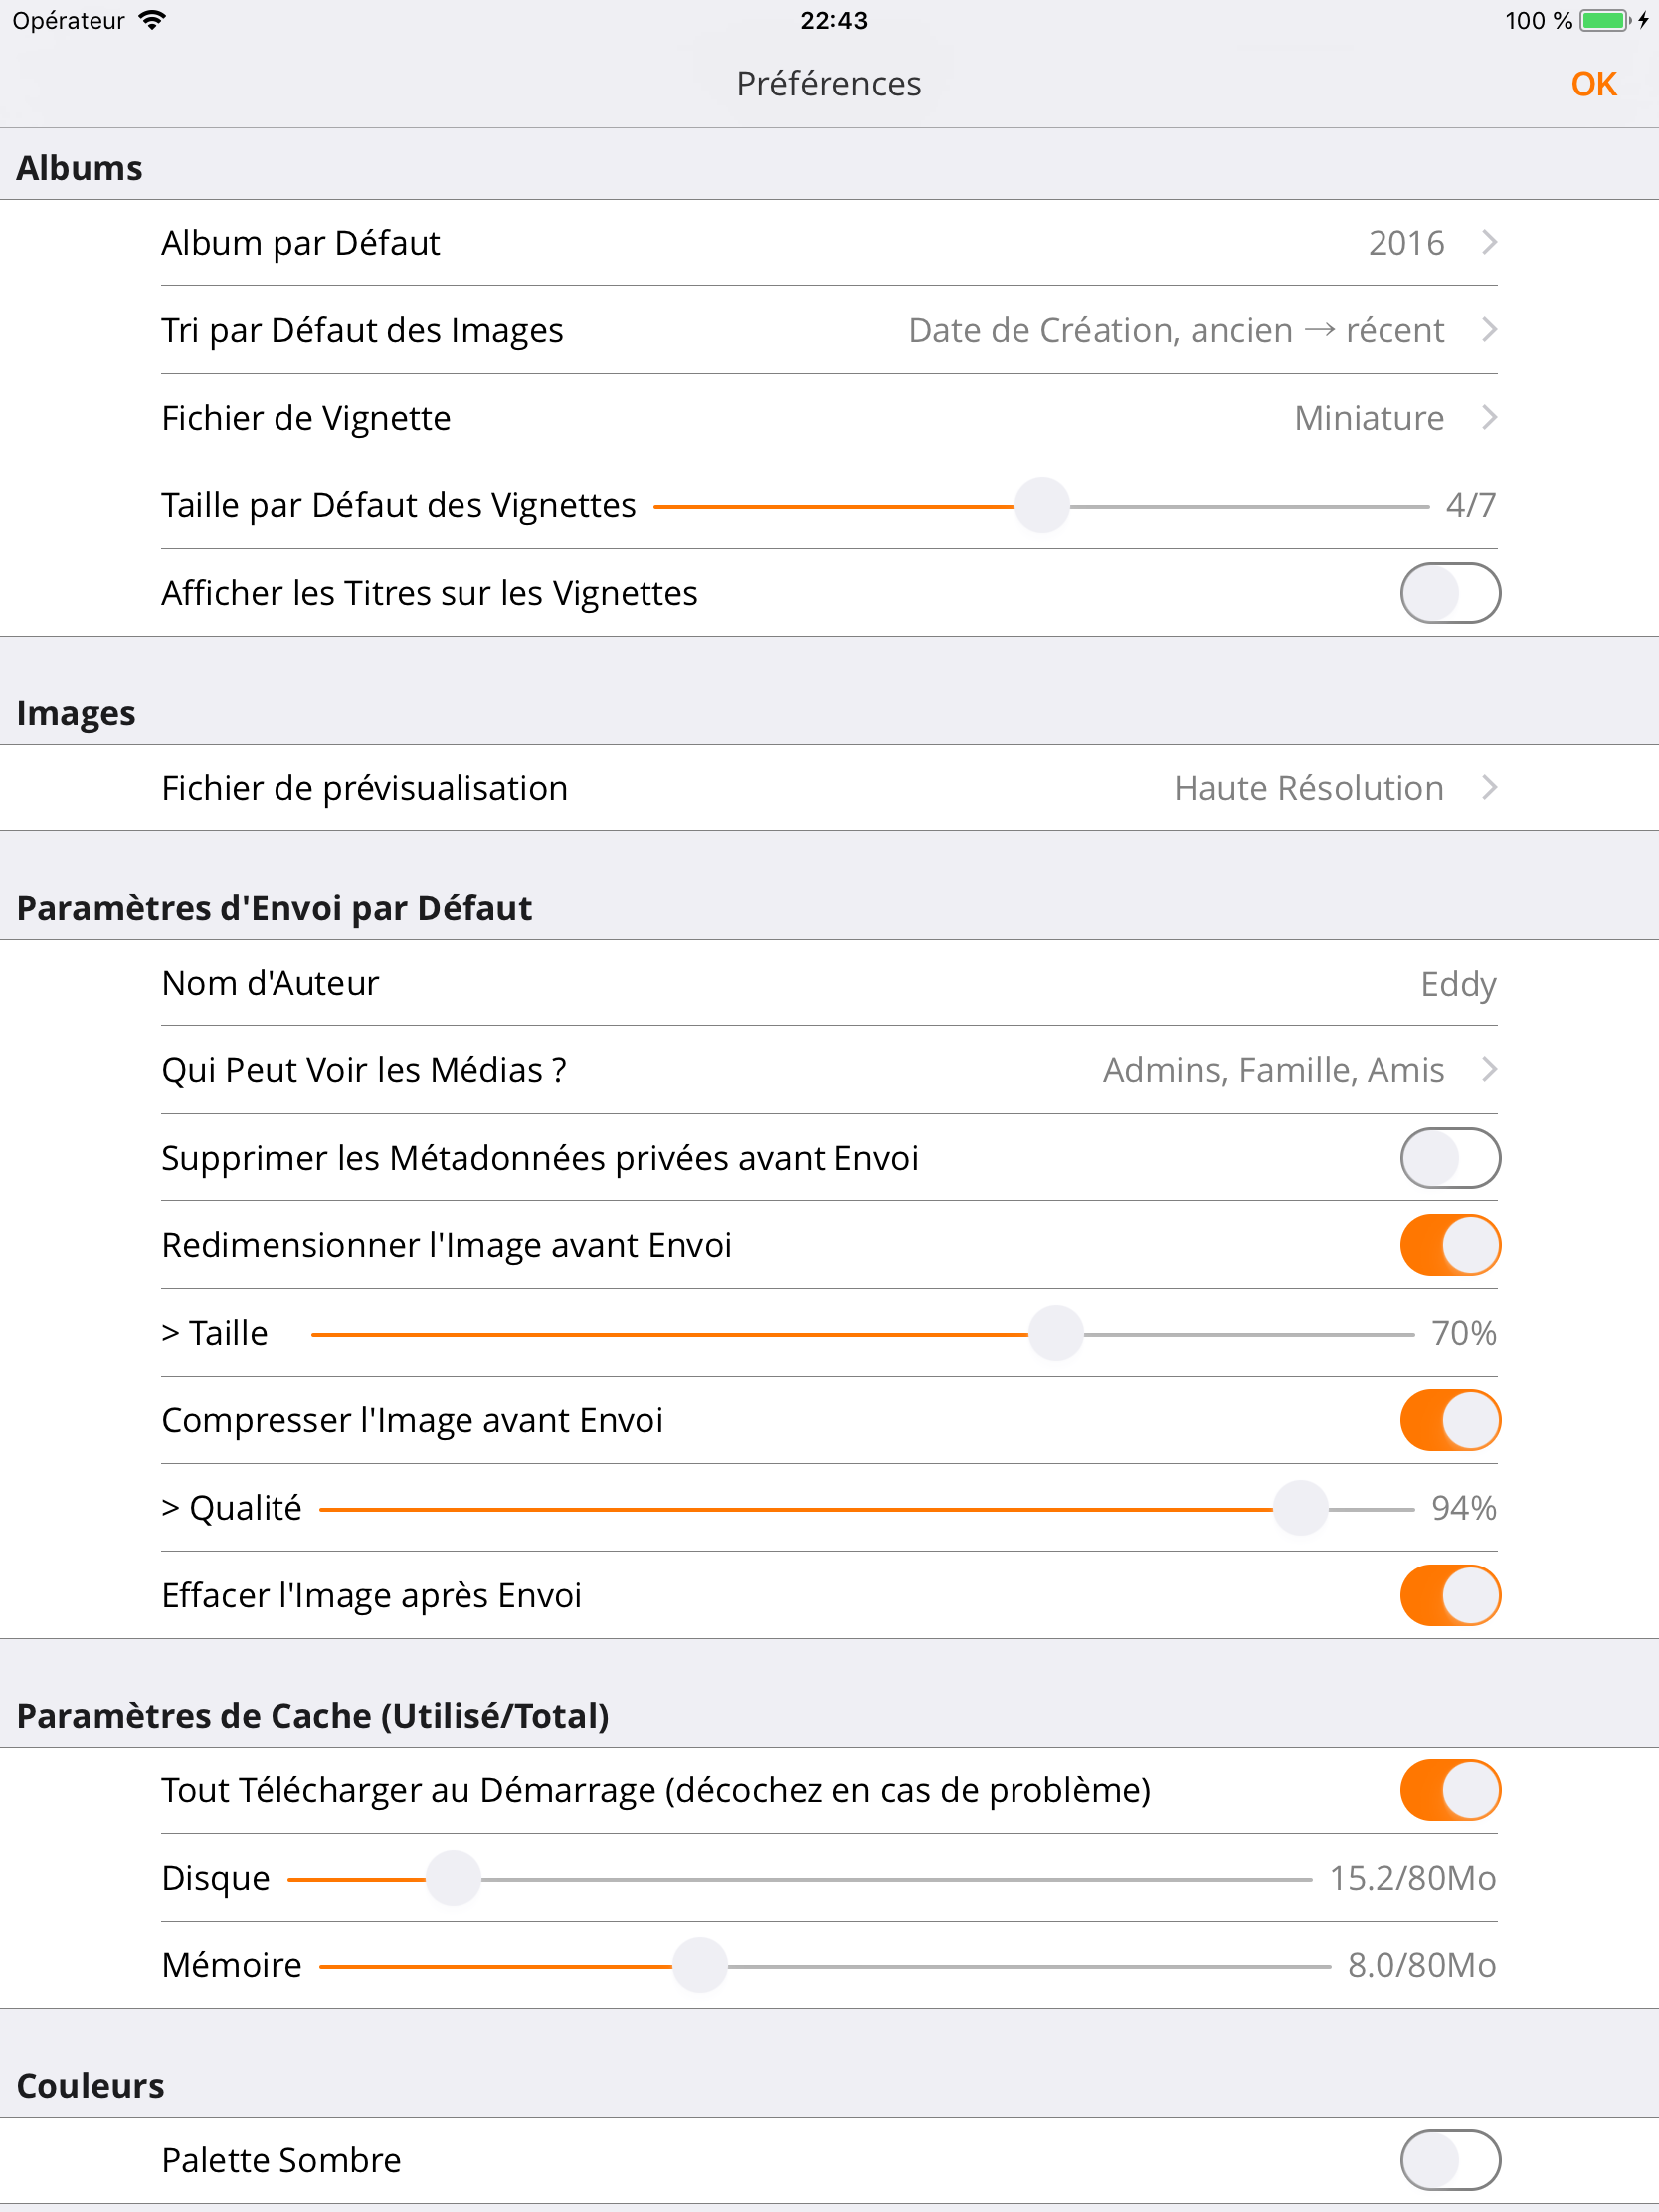 Opérateur 22:43 100 %
Préférences OK
Albums
Album par Défaut 2016
Tri par Défaut des Images Date de Création, ancien → récent
Fichier de Vignette Miniature
Taille par Défaut des Vignettes 4/7
Afficher les Titres sur les Vignettes
Images
Fichier de prévisualisation Haute Résolution
Paramètres d'Envoi par Défaut
Nom d'Auteur Eddy
Qui Peut Voir les Médias ? Admins, Famille, Amis
Supprimer les Métadonnées privées avant Envoi
Redimensionner l'Image avant Envoi
> Taille 70%
Compresser l'Image avant Envoi
> Qualité 94%
Effacer l'Image après Envoi
Paramètres de Cache (Utilisé/Total)
Tout Télécharger au Démarrage (décochez en cas de problème)
Disque 15.2/80Mo
Mémoire 8.0/80Mo
Couleurs
Palette Sombre